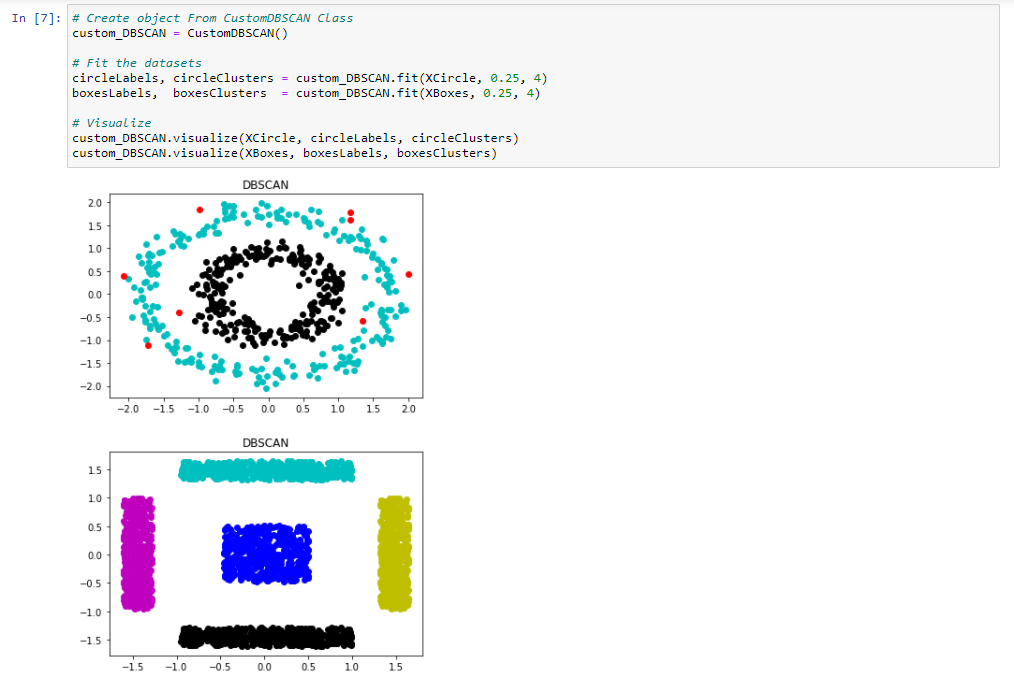 In [7]:
# Create object From CustomDBSCAN Class
custom_DBSCAN = CustomDBSCAN()
# Fit the datasets
circleLabels, circleClusters = custom_DBSCAN.fit(XCircle, 0.25, 4)
boxesLabels,  boxesClusters  = custom_DBSCAN.fit(XBoxes, 0.25, 4)
# Visualize
custom_DBSCAN.visualize(XCircle, circleLabels, circleClusters)
custom_DBSCAN.visualize(XBoxes, boxesLabels, boxesClusters)
DBSCAN
2.0
1.5
1.0
0.5
0.0
−0.5
−1.0
−1.5
−2.0
−2.0 −1.5 −1.0 −0.5 0.0 0.5 1.0 1.5 2.0
DBSCAN
1.5
1.0
0.5
0.0
−0.5
−1.0
−1.5
−1.5 −1.0 −0.5 0.0 0.5 1.0 1.5